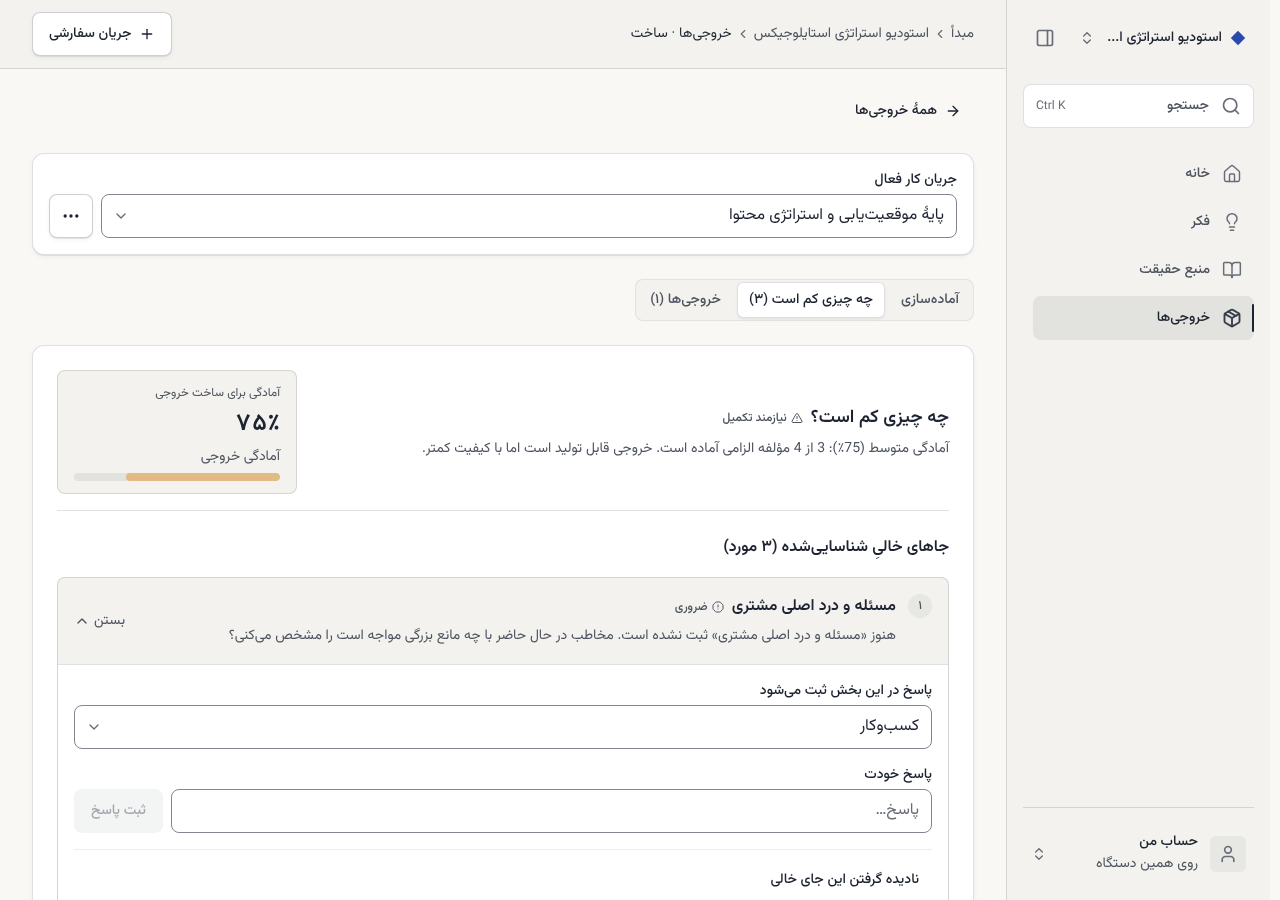 استودیو استراتژی ا...
جستجو
Ctrl K
خانه
فکر
منبع حقیقت
خروجی‌ها
حساب من
روی همین دستگاه
مبدأ › استودیو استراتژی استایلوجیکس › خروجی‌ها · ساخت
جریان سفارشی
همهٔ خروجی‌ها
جریان کار فعال
پایهٔ موقعیت‌یابی و استراتژی محتوا
آماده‌سازی
چه چیزی کم است (۳)
خروجی‌ها (۱)
چه چیزی کم است؟ نیازمند تکمیل
آمادگی متوسط (75٪): 3 از 4 مؤلفه الزامی آماده است. خروجی قابل تولید است اما با کیفیت کمتر.
آمادگی برای ساخت خروجی
۷۵٪
آمادگی خروجی
جاهای خالیِ شناسایی‌شده (۳ مورد)
۱
مسئله و درد اصلی مشتری ضروری
هنوز «مسئله و درد اصلی مشتری» ثبت نشده است. مخاطب در حال حاضر با چه مانع بزرگی مواجه است را مشخص می‌کنی؟
بستن
پاسخ در این بخش ثبت می‌شود
کسب‌وکار
پاسخ خودت
پاسخ...
ثبت پاسخ
نادیده گرفتن این جای خالی